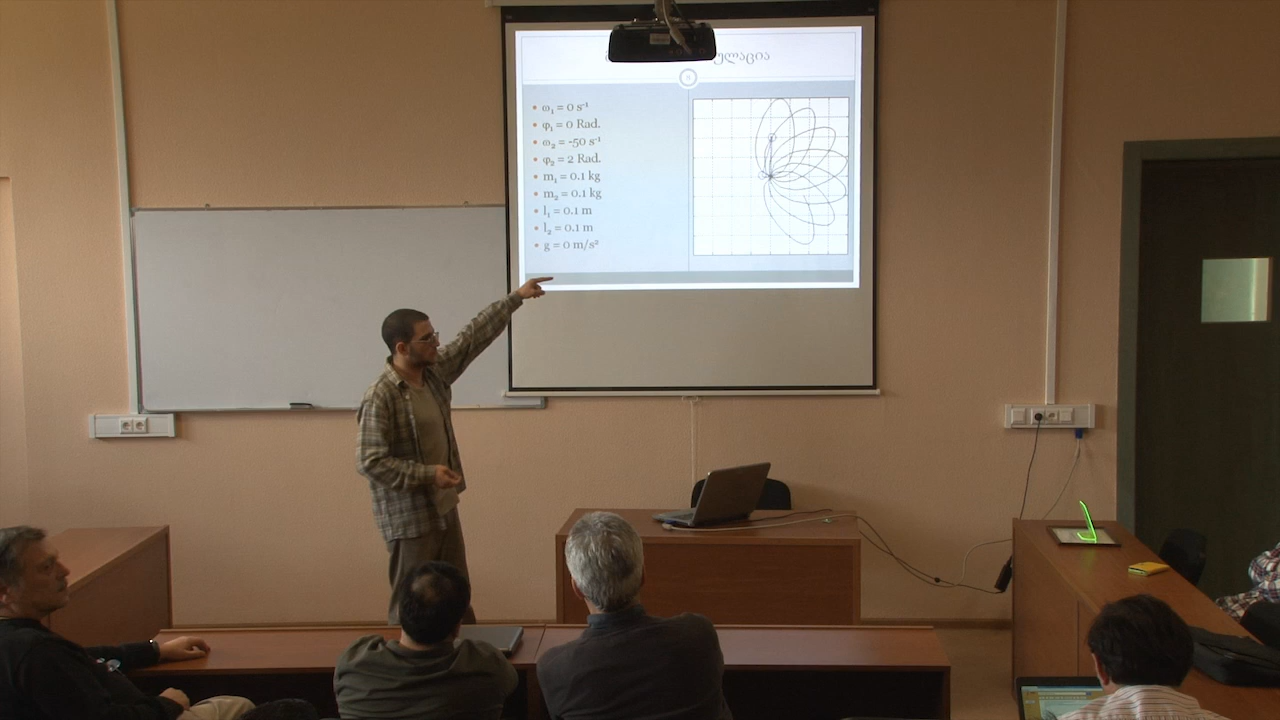 8
• ω₁ = 0 s⁻¹
• φ₁ = 0 Rad.
• ω₂ = -50 s⁻¹
• φ₂ = 2 Rad.
• m₁ = 0.1 kg
• m₂ = 0.1 kg
• l₁ = 0.1 m
• l₂ = 0.1 m
• g = 0 m/s²